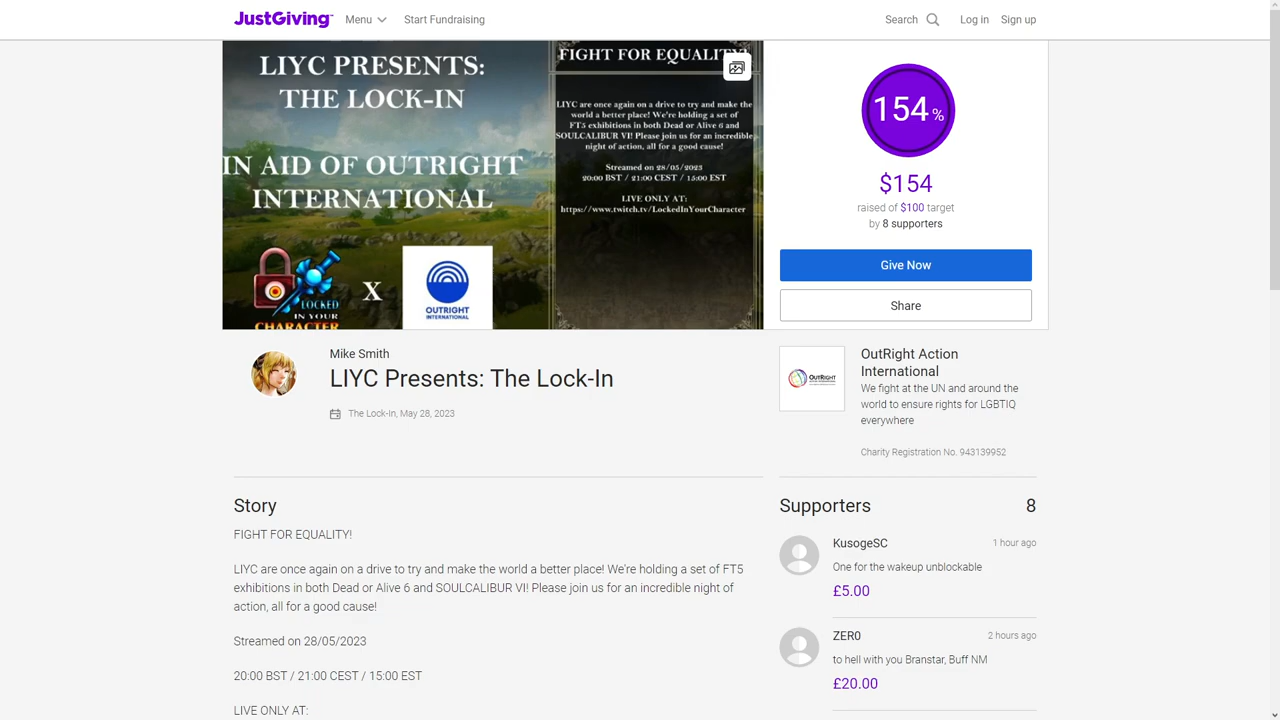 JustGiving™
Menu
Start Fundraising
Search
Log in
Sign up
LIYC PRESENTS:
THE LOCK-IN
IN AID OF OUTRIGHT
INTERNATIONAL
LOCKED
IN YOUR
CHARACTER
X
OUTRIGHT
INTERNATIONAL
FIGHT FOR EQUALITY!
LIYC are once again on a drive to try and make the
world a better place! We're holding a set of
FT5 exhibitions in both Dead or Alive 6 and
SOULCALIBUR VI! Please join us for an incredible
night of action, all for a good cause!
Streamed on 28/05/2023
20:00 BST / 21:00 CEST / 15:00 EST
LIVE ONLY AT:
https://www.twitch.tv/LockedInYourCharacter
154 %
$154
raised of $100 target
by 8 supporters
Give Now
Share
Mike Smith
LIYC Presents: The Lock-In
The Lock-In, May 28, 2023
OUTRIGHT
OutRight Action
International
We fight at the UN and around the
world to ensure rights for LGBTIQ
everywhere
Charity Registration No. 943139952
Story
FIGHT FOR EQUALITY!
LIYC are once again on a drive to try and make the world a better place! We're holding a set of FT5
exhibitions in both Dead or Alive 6 and SOULCALIBUR VI! Please join us for an incredible night of
action, all for a good cause!
Streamed on 28/05/2023
20:00 BST / 21:00 CEST / 15:00 EST
LIVE ONLY AT:
Supporters
8
KusogeSC
1 hour ago
One for the wakeup unblockable
£5.00
ZER0
2 hours ago
to hell with you Branstar, Buff NM
£20.00